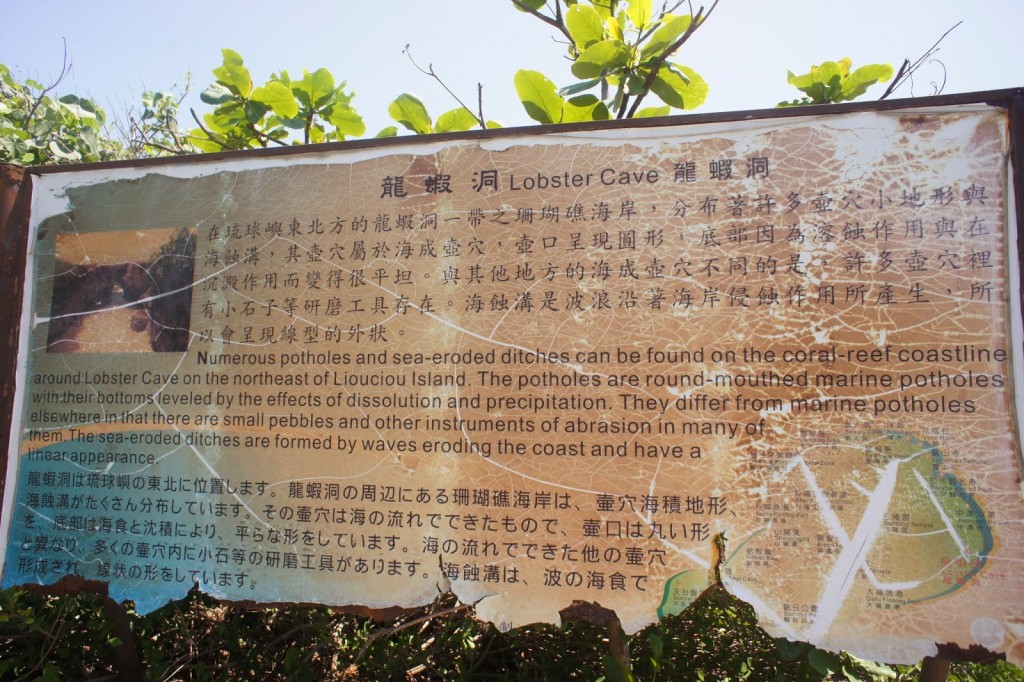 龍蝦洞 Lobster Cave 龍蝦洞
在琉球嶼東北方的龍蝦洞一帶之珊瑚礁海岸，分布著許多壺穴小地形與
海蝕溝，其壺穴屬於海成壺穴，壺口呈現圓形，底部因為溶蝕作用與在
沉澱作用而變得很平坦。與其他地方的海成壺穴不同的是，許多壺穴裡
有小石子等研磨工具存在。海蝕溝是波浪沿著海岸侵蝕作用所產生，所
以會呈現線型的外狀。
Numerous potholes and sea-eroded ditches can be found on the coral-reef coastline
around Lobster Cave on the northeast of Liouciou Island. The potholes are round-mouthed marine potholes
with their bottoms leveled by the effects of dissolution and precipitation. They differ from marine potholes
elsewhere in that there are small pebbles and other instruments of abrasion in many of
them. The sea-eroded ditches are formed by waves eroding the coast and have a
linear appearance.
龍蝦洞は琉球嶼の東北に位置します。龍蝦洞の周辺にある珊瑚礁海岸は、壷穴海積地形、
海蝕溝がたくさん分布しています。その壷穴は海の流れでできたもので、壷口は丸い形
を、底部は海食と沈積により、平らな形をしています。海の流れでできた他の壷穴
と異なり、多くの壷穴内に小石等の研磨工具があります。海蝕溝は、波の海食で
形成され、線状の形をしています。
大福漁港
Dafu Fishing Port
大福漁港
製